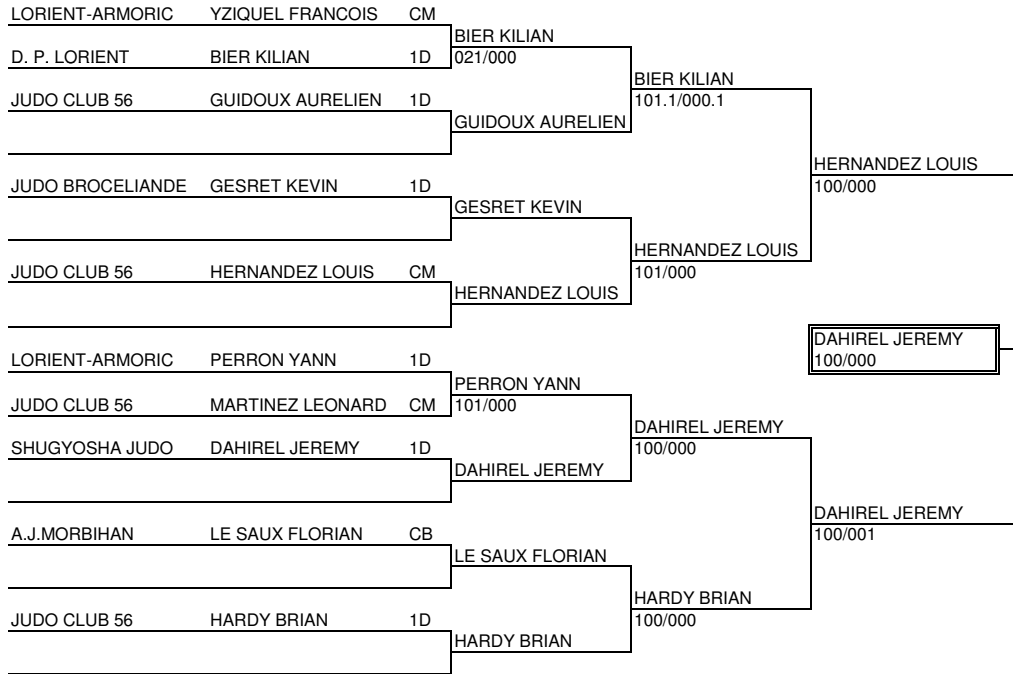 LORIENT-ARMORIC YZIQUEL FRANCOIS CM
BIER KILIAN
D. P. LORIENT BIER KILIAN 1D 021/000
BIER KILIAN
JUDO CLUB 56 GUIDOUX AURELIEN 1D 101.1/000.1
GUIDOUX AURELIEN
HERNANDEZ LOUIS
JUDO BROCELIANDE GESRET KEVIN 1D 100/000
GESRET KEVIN
HERNANDEZ LOUIS
JUDO CLUB 56 HERNANDEZ LOUIS CM 101/000
HERNANDEZ LOUIS
DAHIREL JEREMY
LORIENT-ARMORIC PERRON YANN 1D 100/000
PERRON YANN
JUDO CLUB 56 MARTINEZ LEONARD CM 101/000
DAHIREL JEREMY
SHUGYOSHA JUDO DAHIREL JEREMY 1D 100/000
DAHIREL JEREMY
DAHIREL JEREMY
A.J.MORBIHAN LE SAUX FLORIAN CB 100/001
LE SAUX FLORIAN
HARDY BRIAN
JUDO CLUB 56 HARDY BRIAN 1D 100/000
HARDY BRIAN